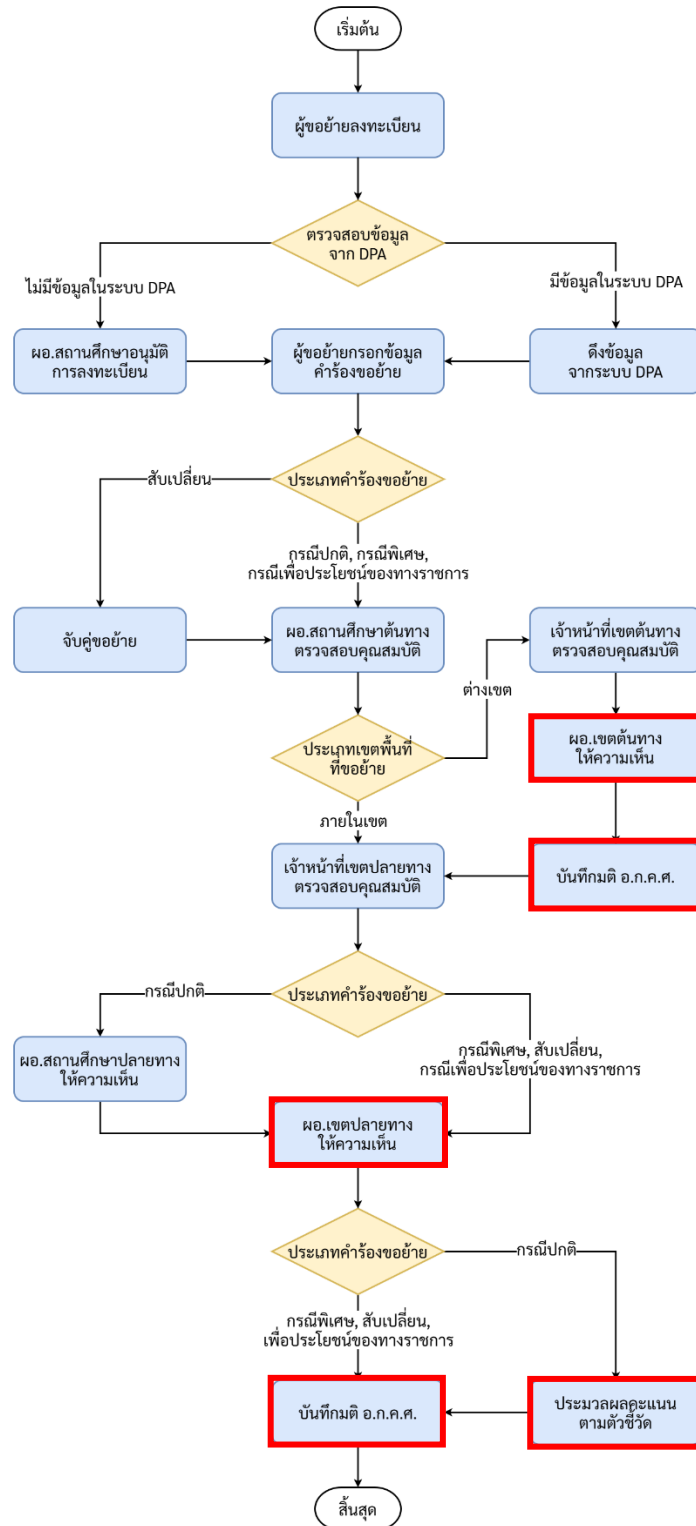 เริ่มต้น
ผู้ขอย้ายลงทะเบียน
ตรวจสอบข้อมูล
จาก DPA
ไม่มีข้อมูลในระบบ DPA
มีข้อมูลในระบบ DPA
ผอ.สถานศึกษาอนุมัติ
การลงทะเบียน
ผู้ขอย้ายกรอกข้อมูล
คำร้องขอย้าย
ดึงข้อมูล
จากระบบ DPA
สับเปลี่ยน
ประเภทคำร้องขอย้าย
กรณีปกติ, กรณีพิเศษ,
กรณีเพื่อประโยชน์ของทางราชการ
จับคู่ขอย้าย
ผอ.สถานศึกษาต้นทาง
ตรวจสอบคุณสมบัติ
เจ้าหน้าที่เขตต้นทาง
ตรวจสอบคุณสมบัติ
ต่างเขต
ประเภทเขตพื้นที่
ที่ขอย้าย
ผอ.เขตต้นทาง
ให้ความเห็น
ภายในเขต
เจ้าหน้าที่เขตปลายทาง
ตรวจสอบคุณสมบัติ
บันทึกมติ อ.ก.ค.ศ.
กรณีปกติ
ประเภทคำร้องขอย้าย
ผอ.สถานศึกษาปลายทาง
ให้ความเห็น
กรณีพิเศษ, สับเปลี่ยน,
กรณีเพื่อประโยชน์ของทางราชการ
ผอ.เขตปลายทาง
ให้ความเห็น
ประเภทคำร้องขอย้าย
กรณีปกติ
กรณีพิเศษ, สับเปลี่ยน,
เพื่อประโยชน์ของทางราชการ
บันทึกมติ อ.ก.ค.ศ.
ประมวลผลคะแนน
ตามตัวชี้วัด
สิ้นสุด